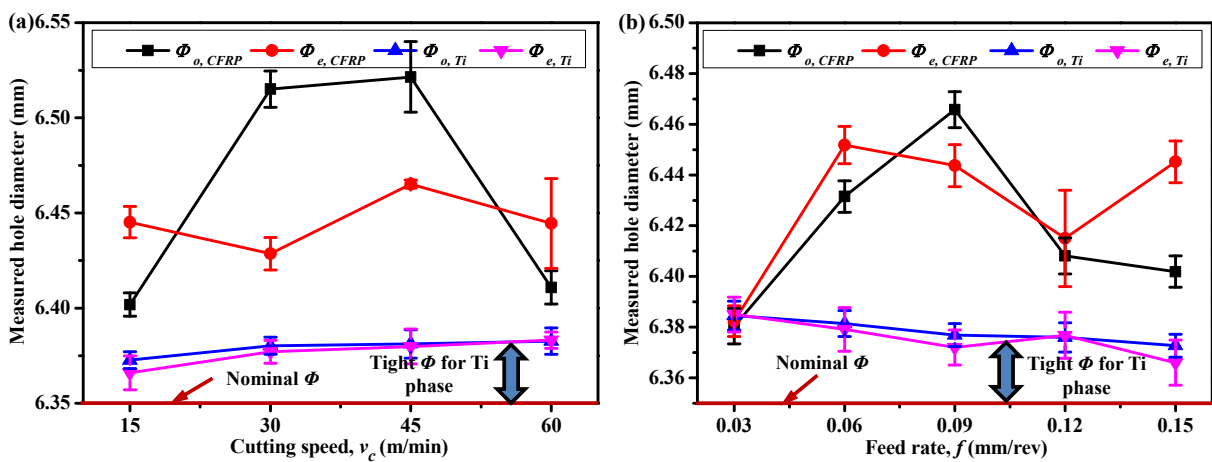 (a)
6.55
6.50
6.45
6.40
6.35
Measured hole diameter (mm)
Φo, CFRP Φe, CFRP Φo, Ti Φe, Ti
Nominal Φ
Tight Φ for Ti
phase
15 30 45 60
Cutting speed, vc (m/min)
(b)
6.50
6.48
6.46
6.44
6.42
6.40
6.38
6.36
Measured hole diameter (mm)
Φo, CFRP Φe, CFRP Φo, Ti Φe, Ti
Nominal Φ
Tight Φ for Ti
phase
0.03 0.06 0.09 0.12 0.15
Feed rate, f (mm/rev)